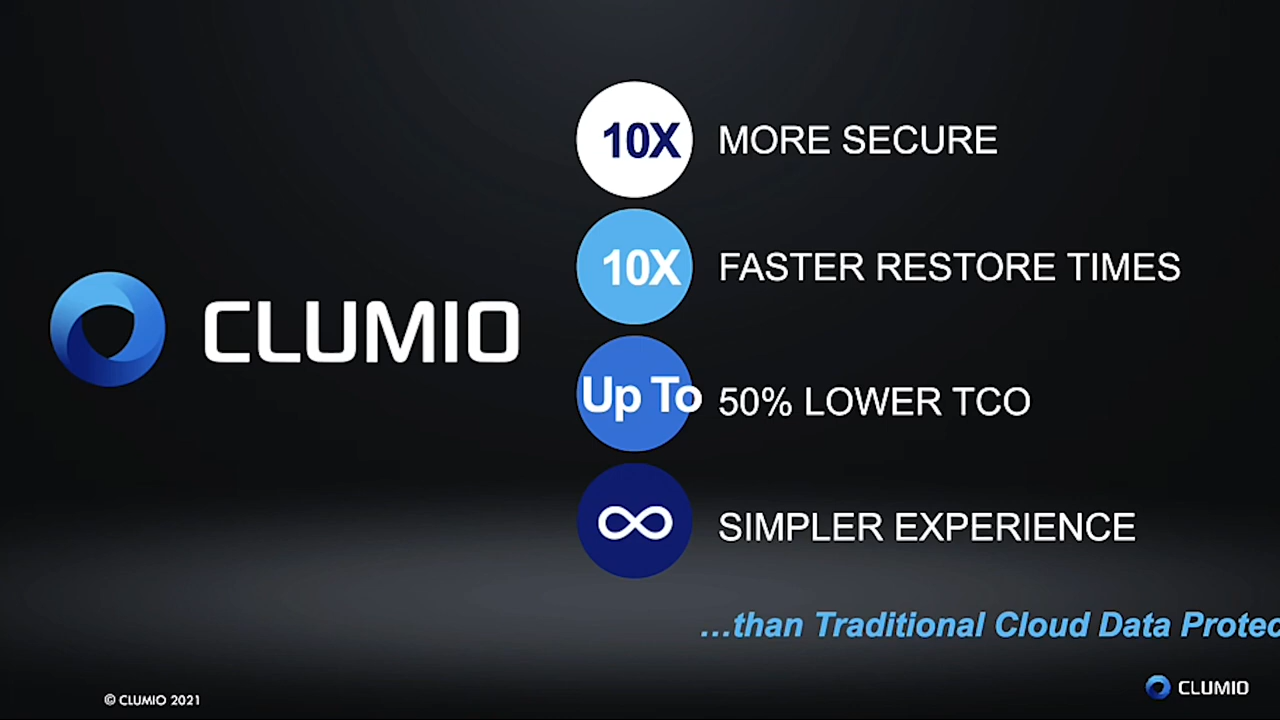 10X MORE SECURE
10X FASTER RESTORE TIMES
CLUMIO
Up To 50% LOWER TCO
∞ SIMPLER EXPERIENCE
...than Traditional Cloud Data Protec
CLUMIO
© CLUMIO 2021